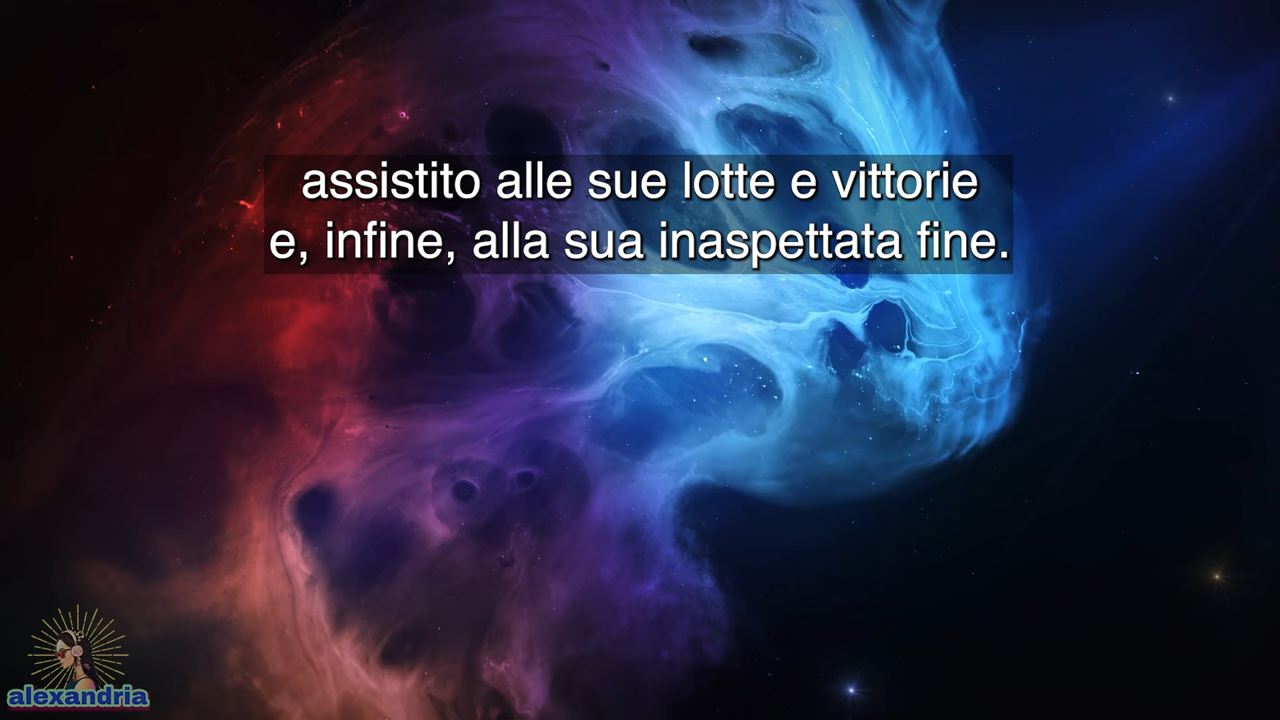 assistito alle sue lotte e vittorie
e, infine, alla sua inaspettata fine.
alexandria